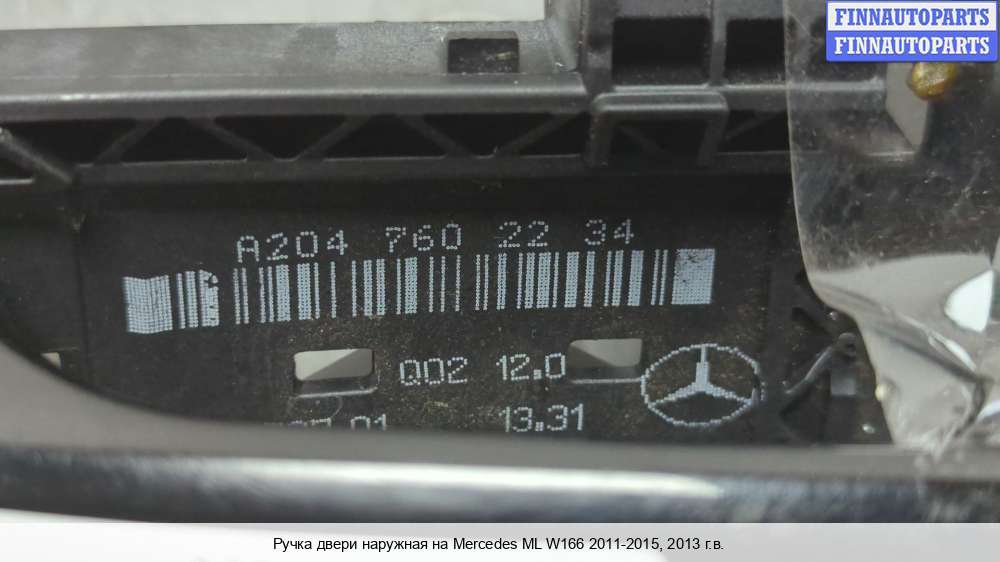 FINNAUTOPARTS
FINNAUTOPARTS
A204 760 22 34
Q02 12.0
13.31
Ручка двери наружная на Mercedes ML W166 2011-2015, 2013 г.в.